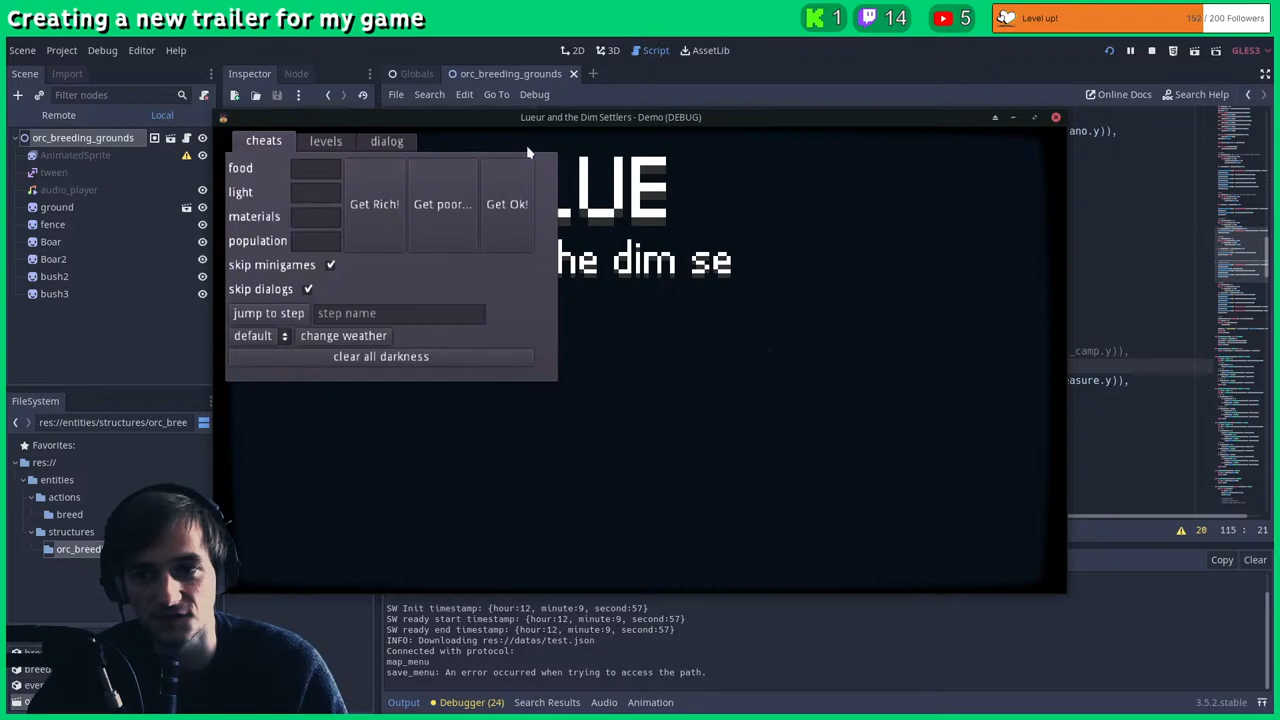 Creating a new trailer for my game
1
14
5
Level up!
152 / 200 Followers
Scene Project Debug Editor Help
2D 3D Script AssetLib
GLES3
Scene Import
Inspector Node
Globals orc_breeding_grounds
Filter nodes
File Search Edit Go To Debug
Online Docs Search Help
Remote Local
orc_breeding_grounds
AnimatedSprite
tween
audio_player
ground
fence
Boar
Boar2
bush2
bush3
Lueur and the Dim Settlers - Demo (DEBUG)
cheats levels dialog
food
light
materials
population
Get Rich! Get poor... Get Ok!
skip minigames
skip dialogs
jump to step step name
default change weather
clear all darkness
LUE
he dim se
ano.y)),
_camp.y)),
easure.y)),
FileSystem
res://entities/structures/orc_bree
Favorites:
res://
entities
actions
breed
structures
orc_breed
20 115 : 21
Copy Clear
SW Init timestamp: {hour:12, minute:9, second:57}
SW ready start timestamp: {hour:12, minute:9, second:57}
SW ready end timestamp: {hour:12, minute:9, second:57}
INFO: Downloading res://datas/test.json
Connected with protocol:
map_menu
save_menu: An error occurred when trying to access the path.
Output Debugger (24) Search Results Audio Animation
3.5.2.stable